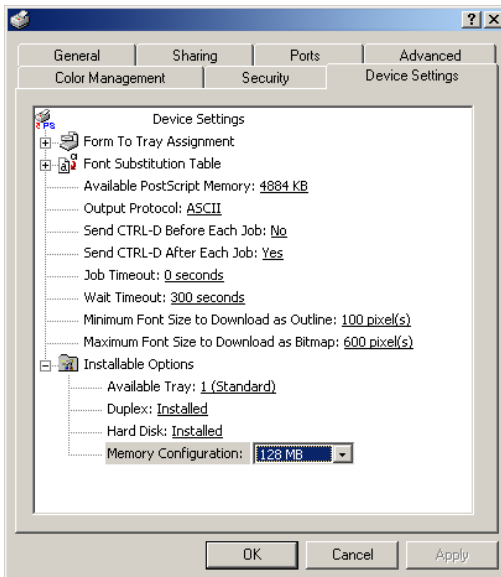 General
Sharing
Ports
Advanced
Color Management
Security
Device Settings
PS
Device Settings
Form To Tray Assignment
a
Font Substitution Table
Available PostScript Memory: 4884 KB
Output Protocol: ASCII
Send CTRL-D Before Each Job: No
Send CTRL-D After Each Job: Yes
Job Timeout: 0 seconds
Wait Timeout: 300 seconds
Minimum Font Size to Download as Outline: 100 pixel(s)
Maximum Font Size to Download as Bitmap: 600 pixel(s)
Installable Options
Available Tray: 1 (Standard)
Duplex: Installed
Hard Disk: Installed
Memory Configuration: 128 MB
OK
Cancel
Apply